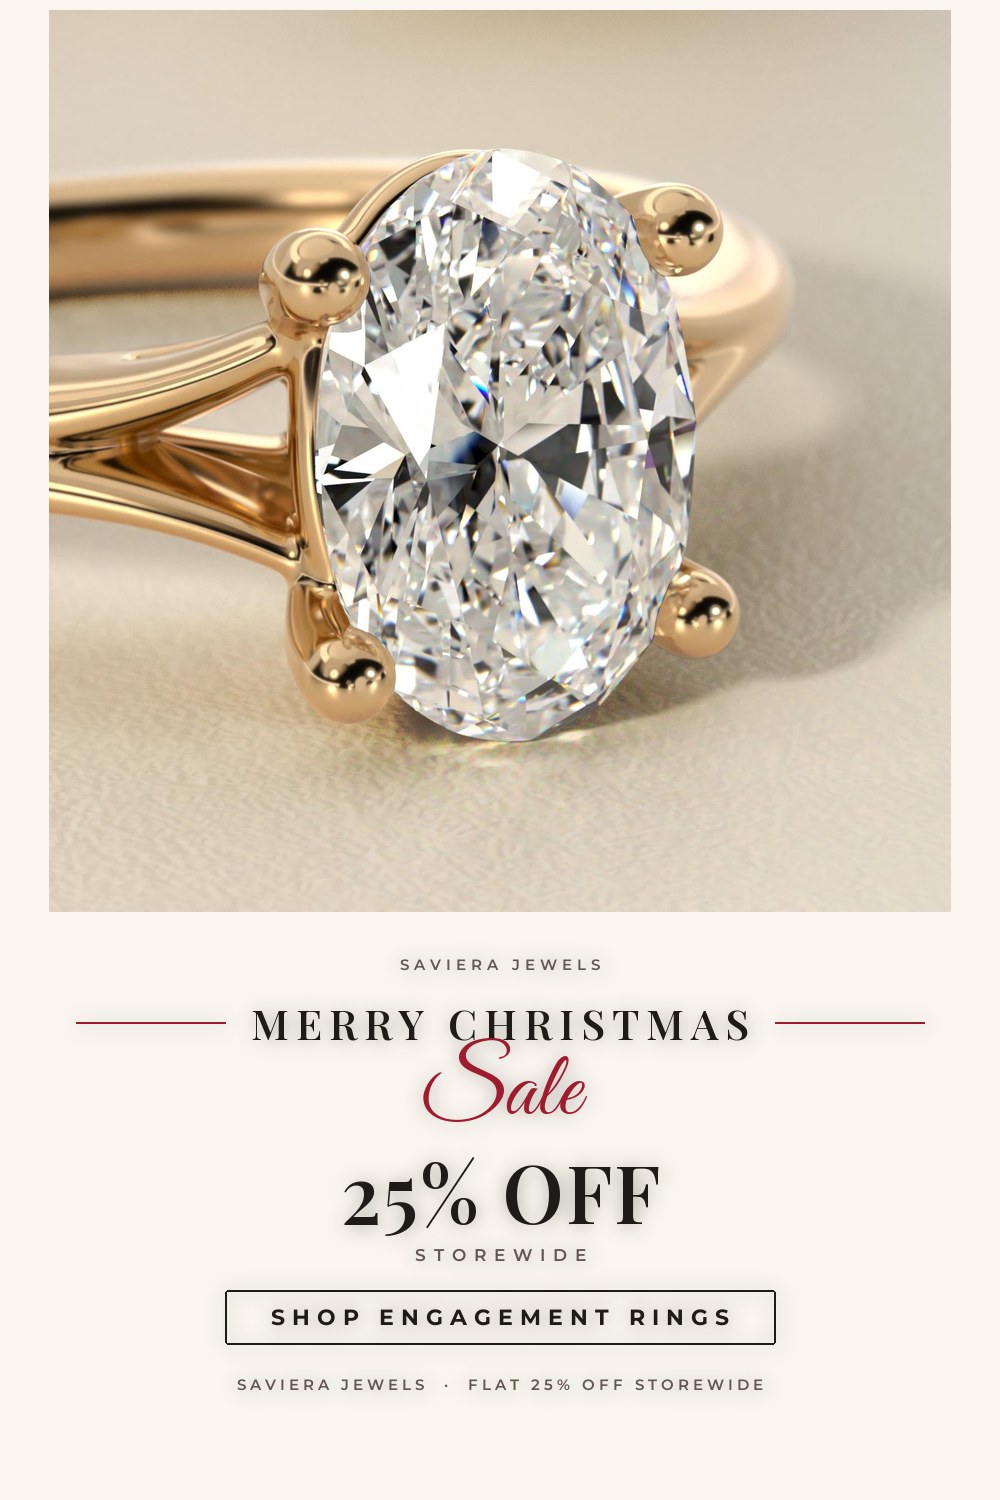 SAVIERA JEWELS
MERRY CHRISTMAS
Sale
25% OFF
STOREWIDE
SHOP ENGAGEMENT RINGS
SAVIERA JEWELS · FLAT 25% OFF STOREWIDE